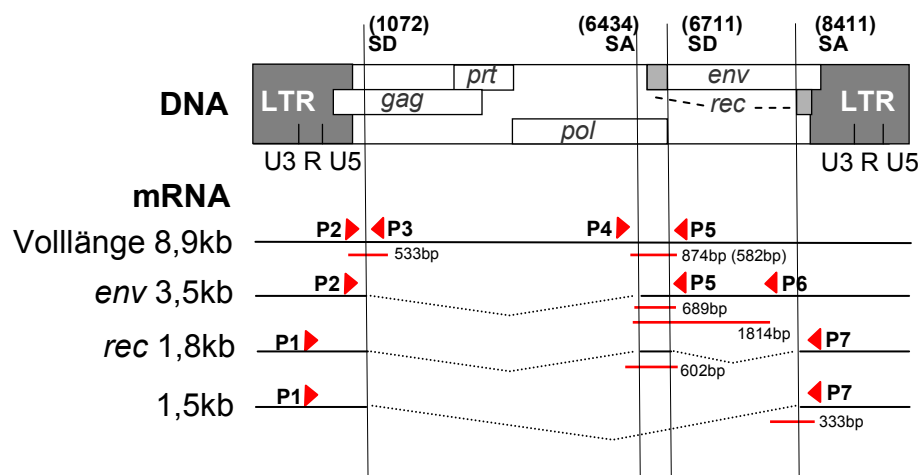 (1072) (6434) (6711) (8411)
SD SA SD SA
prt env
LTR gag rec LTR
DNA
pol
U3 R U5 U3 R U5
mRNA
P2 P3 P4 P5
Volllänge 8,9kb 533bp 874bp (582bp)
env 3,5kb P2 P5 P6
689bp
1814bp
rec 1,8kb P1 P7
602bp
1,5kb P1 P7
333bp